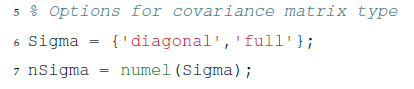 5 % Options for covariance matrix type
6 Sigma = {'diagonal','full'};
7 nSigma = numel(Sigma);